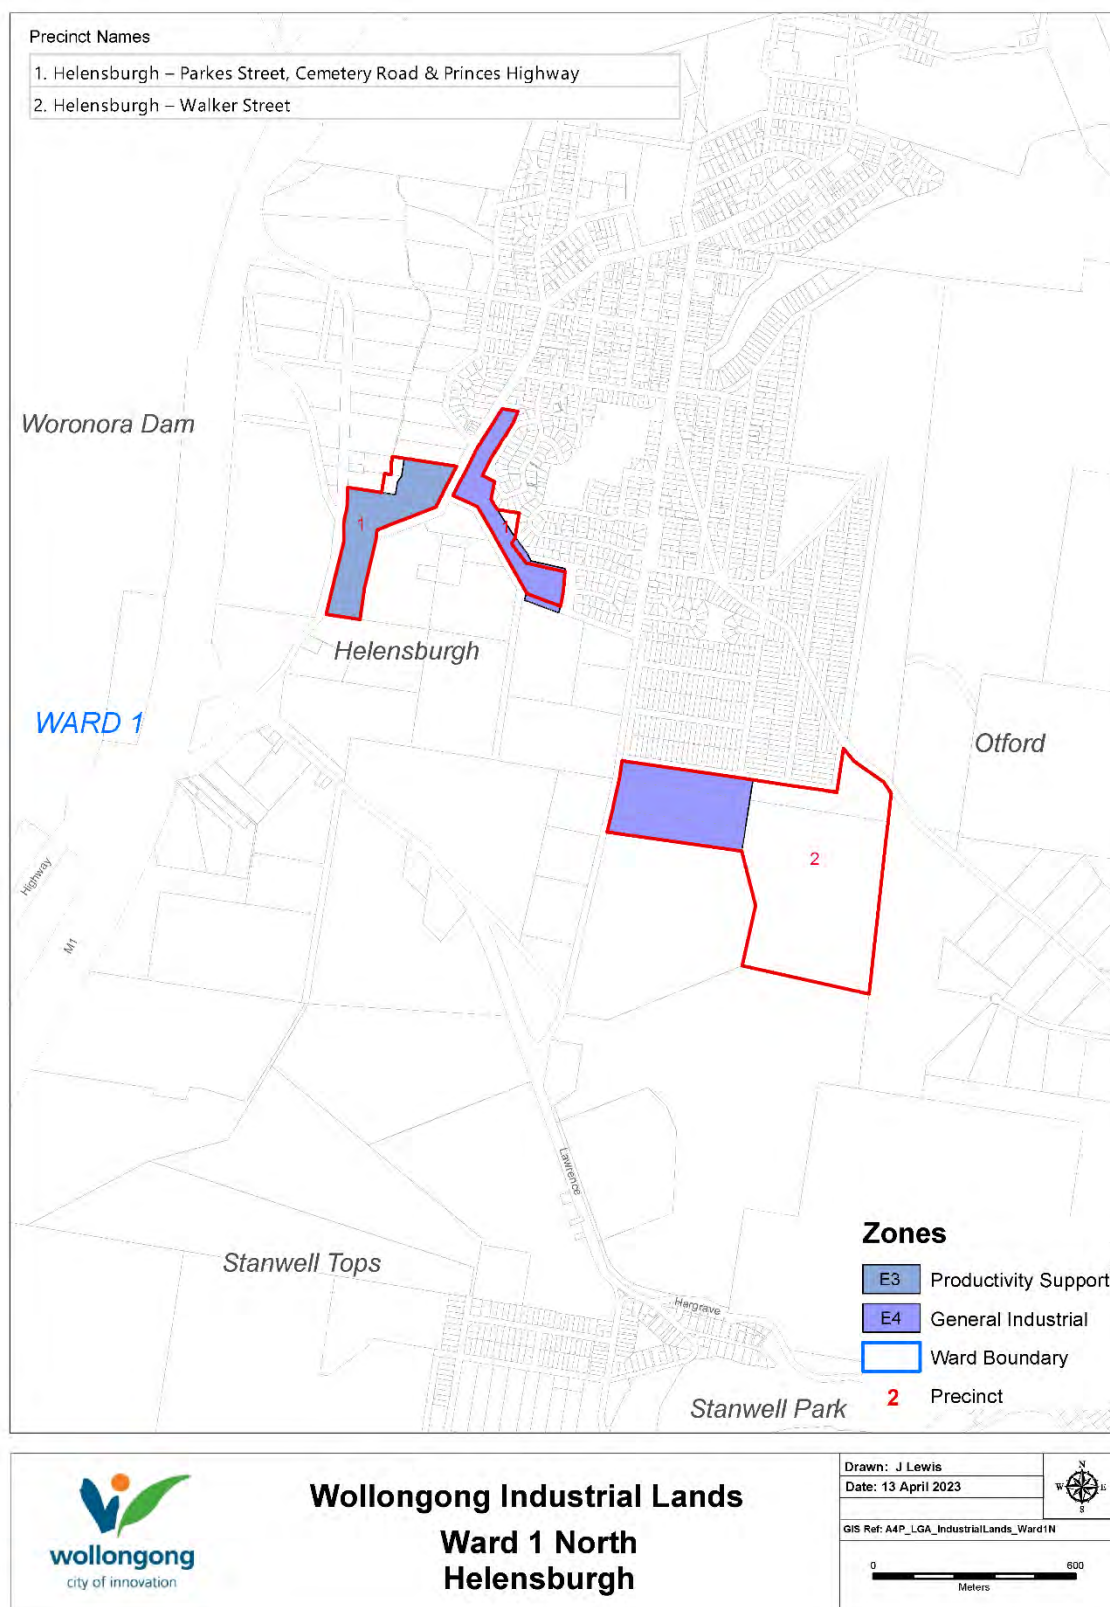 Precinct Names
1. Helensburgh – Parkes Street, Cemetery Road & Princes Highway
2. Helensburgh – Walker Street
Woronora Dam
1
1
Helensburgh
WARD 1
Otford
2
Highway
M1
Lawrence
Stanwell Tops
Hargrave
Stanwell Park
Zones
E3 Productivity Support
E4 General Industrial
Ward Boundary
2 Precinct
wollongong
city of innovation
Wollongong Industrial Lands
Ward 1 North
Helensburgh
Drawn: J Lewis
Date: 13 April 2023
GIS Ref: A4P_LGA_IndustrialLands_Ward1N
N
W E
S
0 600
Meters